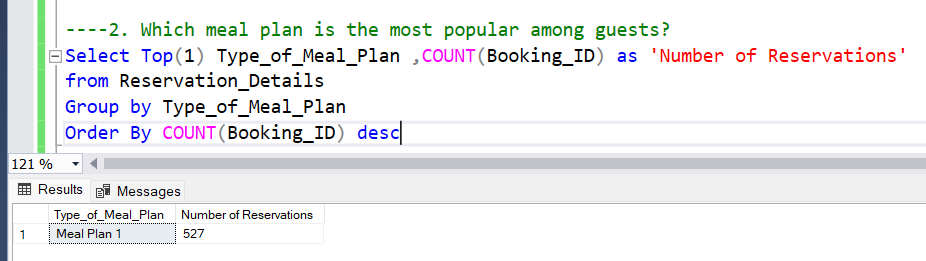 ----2. Which meal plan is the most popular among guests?
Select Top(1) Type_of_Meal_Plan ,COUNT(Booking_ID) as 'Number of Reservations'
from Reservation_Details
Group by Type_of_Meal_Plan
Order By COUNT(Booking_ID) desc
121 %
Results Messages
Type_of_Meal_Plan Number of Reservations
1 Meal Plan 1 527